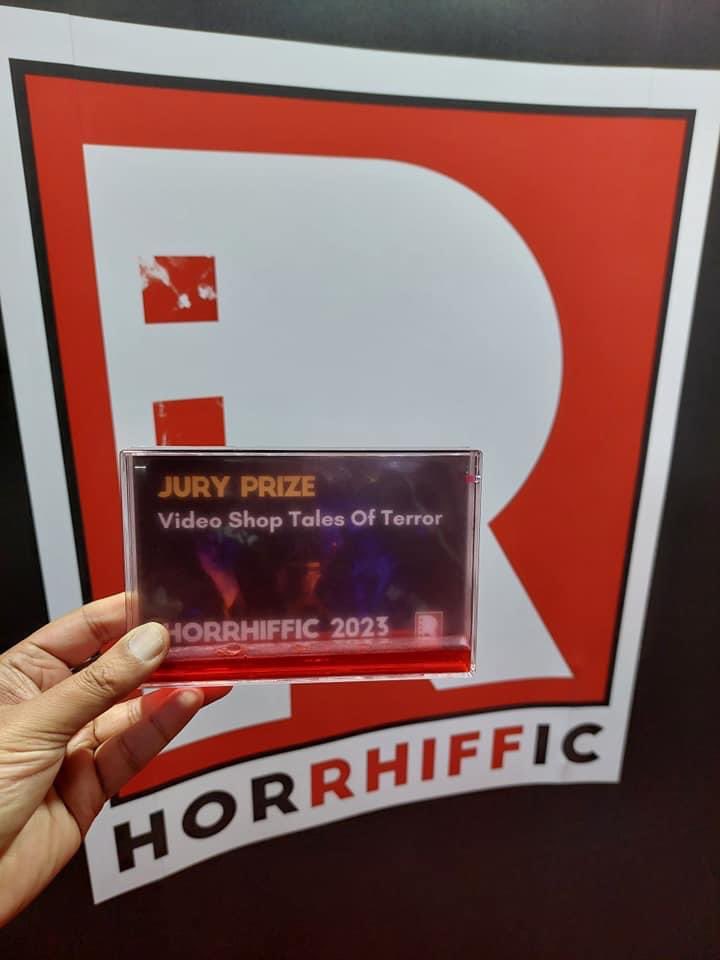 R
JURY PRIZE
Video Shop Tales Of Terror
HORRHIFFIC 2023
R
HORRHIFFIC